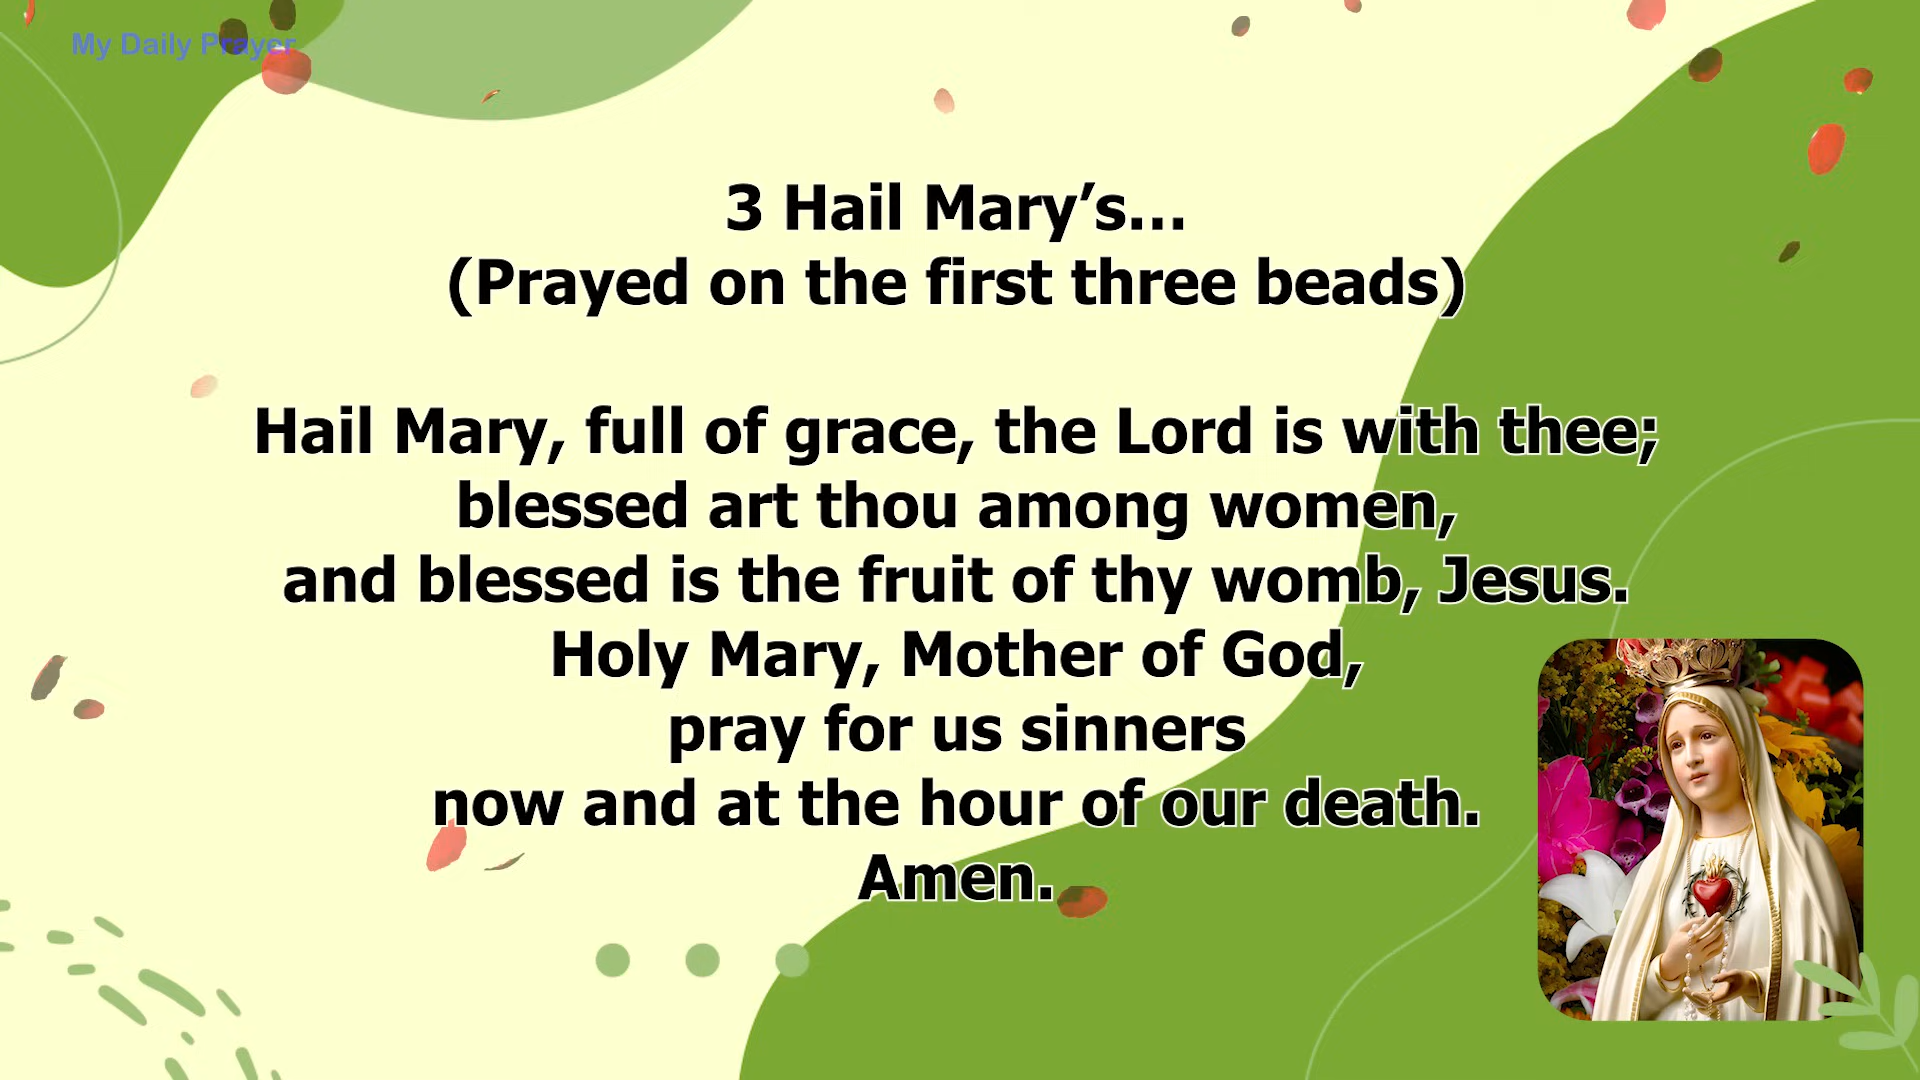 My Daily Prayer
3 Hail Mary’s...
(Prayed on the first three beads)
Hail Mary, full of grace, the Lord is with thee;
blessed art thou among women,
and blessed is the fruit of thy womb, Jesus.
Holy Mary, Mother of God,
pray for us sinners
now and at the hour of our death.
Amen.